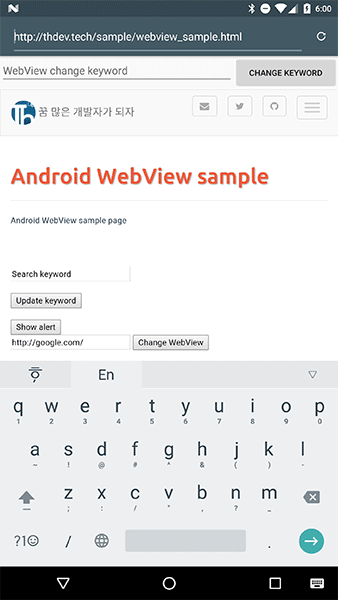 6:00
http://thdev.tech/sample/webview_sample.html
WebView change keyword CHANGE KEYWORD
꿈 많은 개발자가 되자
Android WebView sample
Android WebView sample page
Search keyword
Update keyword
Show alert
http://google.com/ Change WebView
한 En
q w e r t y u i o p
1 2 3 4 5 6 7 8 9 0
a s d f g h j k l
~ ! @ # ^ & ( ) -
z x c v b n m
; : / * , ? _
?1☺ / .